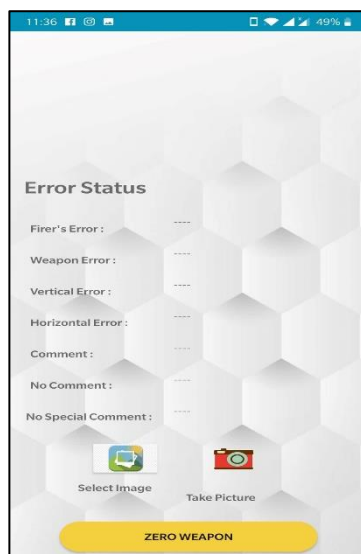 11:36 49%
Error Status
Firer's Error : ----
Weapon Error : ----
Vertical Error : ----
Horizontal Error : ----
Comment : ----
No Comment : ----
No Special Comment : ----
Select Image
Take Picture
ZERO WEAPON